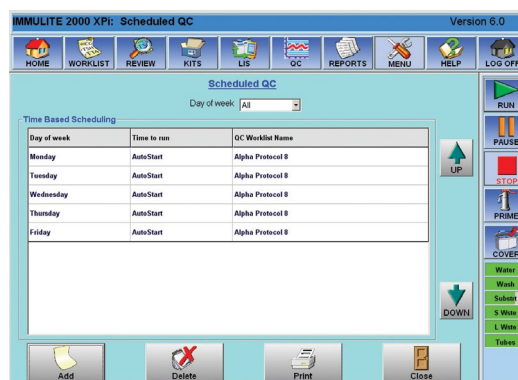 IMMULITE 2000 XPi: Scheduled QC Version 6.0
HOME WORKLIST REVIEW KITS LIS QC REPORTS MENU HELP LOG OFF
Scheduled QC
Day of week All
Time Based Scheduling
Day of week Time to run QC Worklist Name
Monday AutoStart Alpha Protocol 8
Tuesday AutoStart Alpha Protocol 8
Wednesday AutoStart Alpha Protocol 8
Thursday AutoStart Alpha Protocol 8
Friday AutoStart Alpha Protocol 8
UP
DOWN
Add Delete Print Close
RUN
PAUSE
STOP
PRIME
COVER
Water
Wash
Substrt
S Wste
L Wste
Tubes